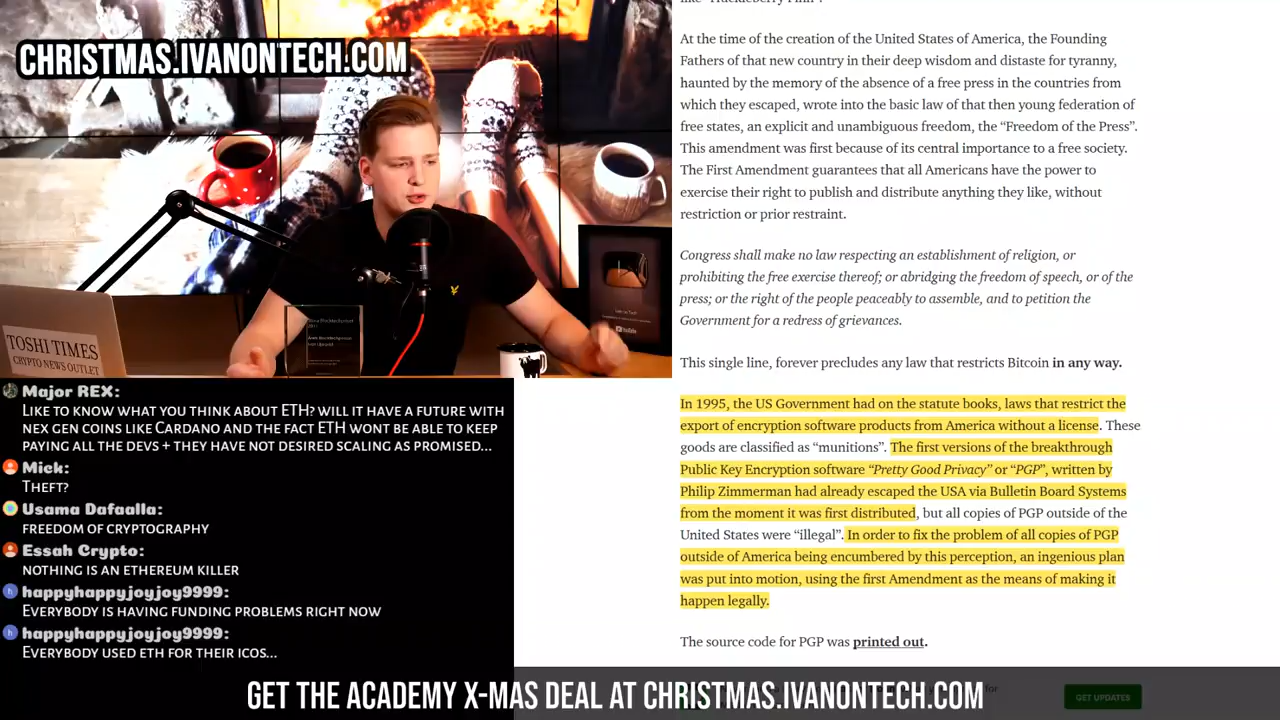 CHRISTMAS.IVANONTECH.COM
TOSHI TIMES
CRYPTO NEWS OUTLET
YouTube
Major REX:
LIKE TO KNOW WHAT YOU THINK ABOUT ETH? WILL IT HAVE A FUTURE WITH
NEX GEN COINS LIKE CARDANO AND THE FACT ETH WONT BE ABLE TO KEEP
PAYING ALL THE DEVS + THEY HAVE NOT DESIRED SCALING AS PROMISED...
Mick:
THEFT?
Usama Dafaalla:
FREEDOM OF CRYPTOGRAPHY
Essah Crypto:
NOTHING IS AN ETHEREUM KILLER
happyhappyjoyjoy9999:
EVERYBODY IS HAVING FUNDING PROBLEMS RIGHT NOW
happyhappyjoyjoy9999:
EVERYBODY USED ETH FOR THEIR ICOS...
At the time of the creation of the United States of America, the Founding
Fathers of that new country in their deep wisdom and distaste for tyranny,
haunted by the memory of the absence of a free press in the countries from
which they escaped, wrote into the basic law of that then young federation of
free states, an explicit and unambiguous freedom, the “Freedom of the Press”.
This amendment was first because of its central importance to a free society.
The First Amendment guarantees that all Americans have the power to
exercise their right to publish and distribute anything they like, without
restriction or prior restraint.
Congress shall make no law respecting an establishment of religion, or
prohibiting the free exercise thereof; or abridging the freedom of speech, or of the
press; or the right of the people peaceably to assemble, and to petition the
Government for a redress of grievances.
This single line, forever precludes any law that restricts Bitcoin in any way.
In 1995, the US Government had on the statute books, laws that restrict the
export of encryption software products from America without a license. These
goods are classified as “munitions”. The first versions of the breakthrough
Public Key Encryption software “Pretty Good Privacy” or “PGP”, written by
Philip Zimmerman had already escaped the USA via Bulletin Board Systems
from the moment it was first distributed, but all copies of PGP outside of the
United States were “illegal”. In order to fix the problem of all copies of PGP
outside of America being encumbered by this perception, an ingenious plan
was put into motion, using the first Amendment as the means of making it
happen legally.
The source code for PGP was printed out.
GET UPDATES
GET THE ACADEMY X-MAS DEAL AT CHRISTMAS.IVANONTECH.COM